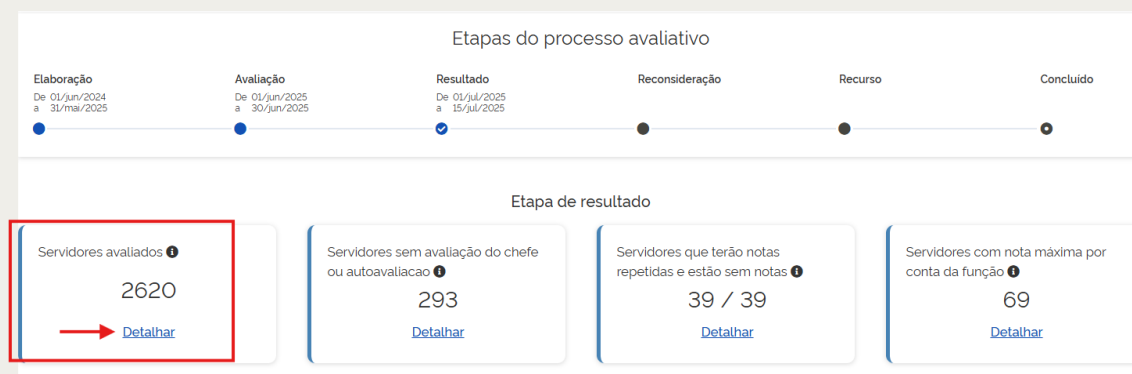 Etapas do processo avaliativo
Elaboração
De 01/jun/2024
a 31/mai/2025
Avaliação
De 01/jun/2025
a 30/jun/2025
Resultado
De 01/jul/2025
a 15/jul/2025
Reconsideração
Recurso
Concluído
Etapa de resultado
Servidores avaliados
2620
Detalhar
Servidores sem avaliação do chefe
ou autoavaliacao
293
Detalhar
Servidores que terão notas
repetidas e estão sem notas
39 / 39
Detalhar
Servidores com nota máxima por
conta da função
69
Detalhar